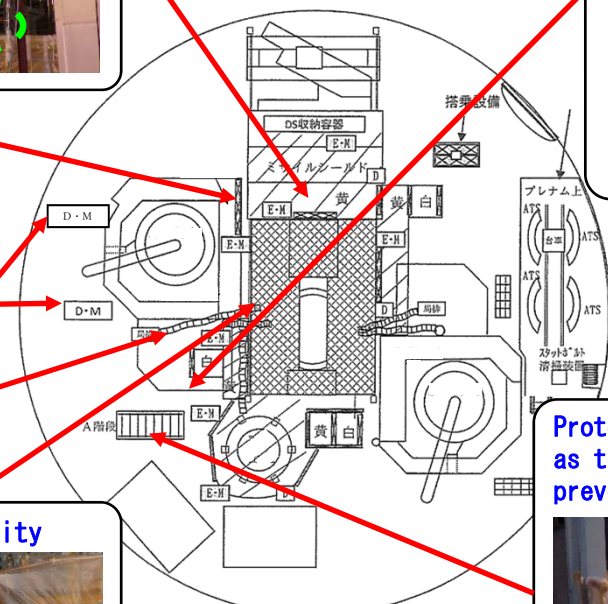 搭乗設備
DS収納容器
E-M
ミサイルシールド
D
プレナム上
黄
黄
白
ATS
ATS
D・M
E-M
E-M
E-M
台車
ATS
ATS
D・M
D
局排
局排
E-M
白
スタットボルト
清掃装置
A階段
E-M
黄
白
E-M
D
Prot
as t
prev
ity